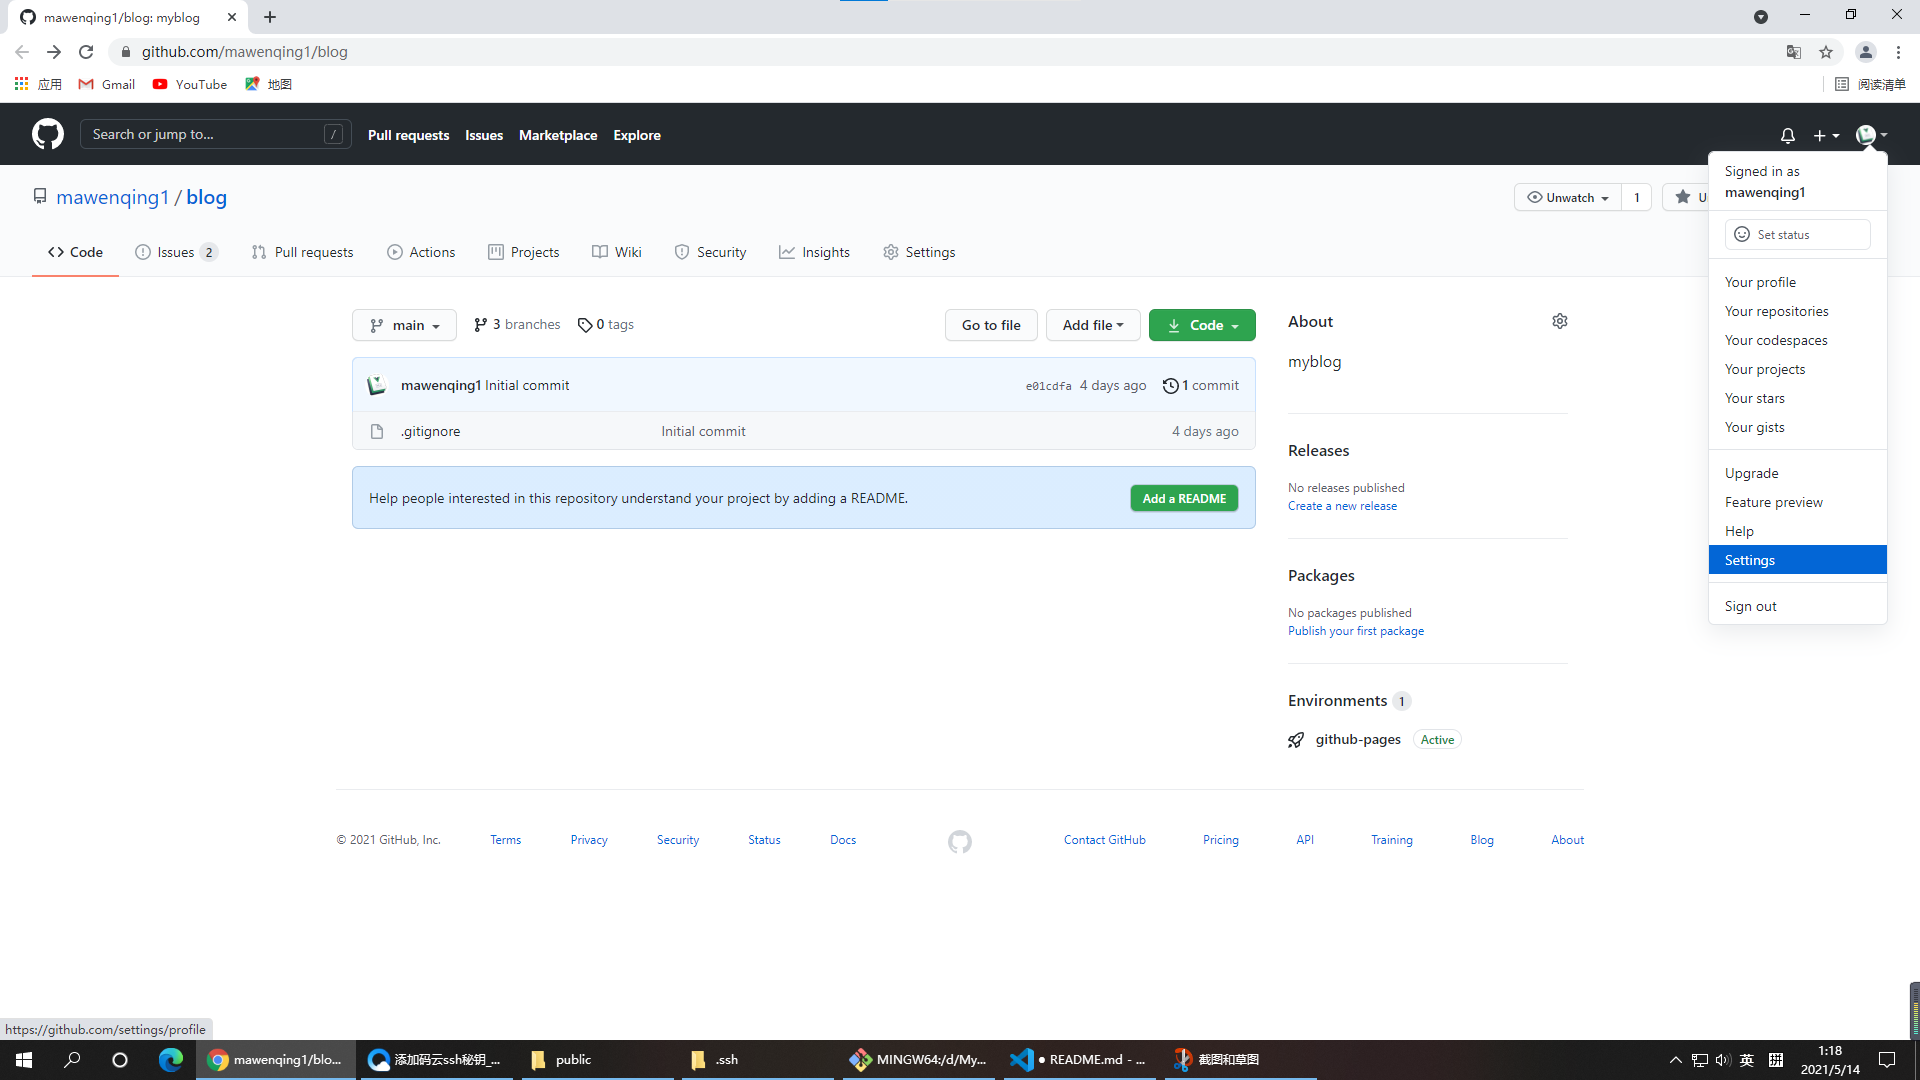 mawenqing1/blog: myblog
github.com/mawenqing1/blog
应用 Gmail YouTube 地图 阅读清单
Search or jump to... / Pull requests Issues Marketplace Explore
Signed in as
mawenqing1
Set status
Your profile
Your repositories
Your codespaces
Your projects
Your stars
Your gists
Upgrade
Feature preview
Help
Settings
Sign out
mawenqing1 / blog
Unwatch 1
Code Issues 2 Pull requests Actions Projects Wiki Security Insights Settings
main 3 branches 0 tags Go to file Add file Code
mawenqing1 Initial commit e01cdfa 4 days ago 1 commit
.gitignore Initial commit 4 days ago
Help people interested in this repository understand your project by adding a README. Add a README
About
myblog
Releases
No releases published
Create a new release
Packages
No packages published
Publish your first package
Environments 1
github-pages Active
© 2021 GitHub, Inc. Terms Privacy Security Status Docs Contact GitHub Pricing API Training Blog About
https://github.com/settings/profile
mawenqing1/blo... 添加码云ssh秘钥_... public .ssh MINGW64:/d/My... ● README.md - ... 截图和草图 英 拼
1:18
2021/5/14